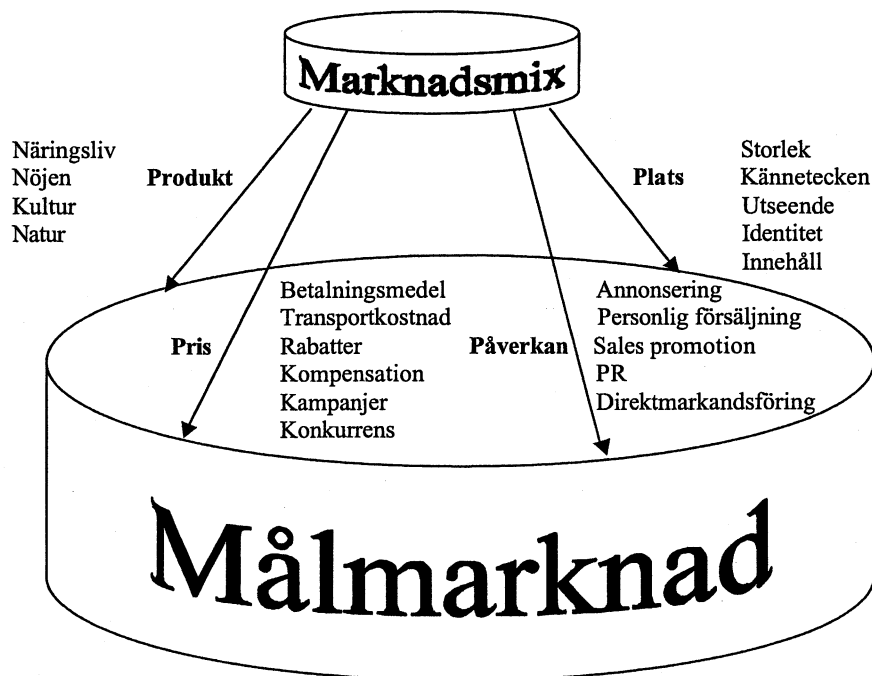 Marknadsmix
Näringsliv
Nöjen
Kultur
Natur
Produkt
Plats
Storlek
Kännetecken
Utseende
Identitet
Innehåll
Pris
Betalningsmedel
Transportkostnad
Rabatter
Kompensation
Kampanjer
Konkurrens
Påverkan
Annonsering
Personlig försäljning
Sales promotion
PR
Direktmarkandsföring
Målmarknad